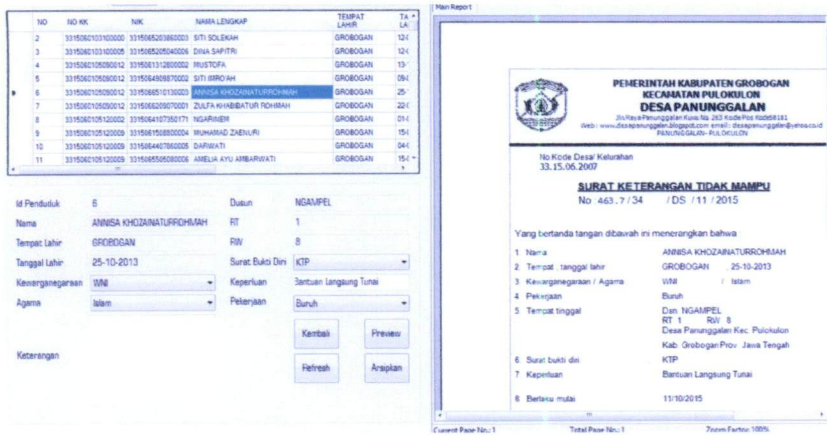 NO NO KK NIK NAMA LENGKAP TEMPAT LAHIR
2 SITI SOLEKAH GROBOGAN
3 DINA SAPITRI GROBOGAN
4 MUSTOFA GROBOGAN
5 SITI IMRO'AH GROBOGAN
6 ANNISA KHOZAINATURROHMAH GROBOGAN
7 ZULFA KHABIBATUR ROHMAH GROBOGAN
8 NGARINEM GROBOGAN
9 MUHAMAD ZAENURI GROBOGAN
10 DARWATI GROBOGAN
11 AMELIA AYU AMBARWATI GROBOGAN
Id Penduduk 6 Dusun NGAMPEL
Nama ANNISA KHOZAINATURROHMAH RT 1
Tempat Lahir GROBOGAN RW 8
Tanggal Lahir 25-10-2013 Surat Bukti Diri KTP
Kewarganegaraan WNI Keperluan Bantuan Langsung Tunai
Agama Islam Pekerjaan Buruh
Kembali Preview
Keterangan
Refresh Arsipkan
Main Report
PEMERINTAH KABUPATEN GROBOGAN
KECAMATAN PULOKULON
DESA PANUNGGALAN
PANUNGGALAN- PULOKULON
No Kode Desa/ Kelurahan
33.15.06.2007
SURAT KETERANGAN TIDAK MAMPU
No :463.7/34 /DS /11 /2015
Yang bertanda tangan dibawah ini menerangkan bahwa
1 Nama ANNISA KHOZAINATURROHMAH
2 Tempat , tanggal lahir GROBOGAN , 25-10-2013
3 Kewarganegaraan / Agama WNI / Islam
4 Pekerjaan Buruh
5 Tempat tinggal Dsn NGAMPEL
RT 1 RW 8
Desa Panunggalan Kec Pulokulon
Kab Grobogan Prov Jawa Tengah
6 Surat bukti diri KTP
7 Keperluan Bantuan Langsung Tunai
8 Berlaku mulai 11/10/2015
Current Page No.: 1 Total Page No.: 1 Zoom Factor: 100%